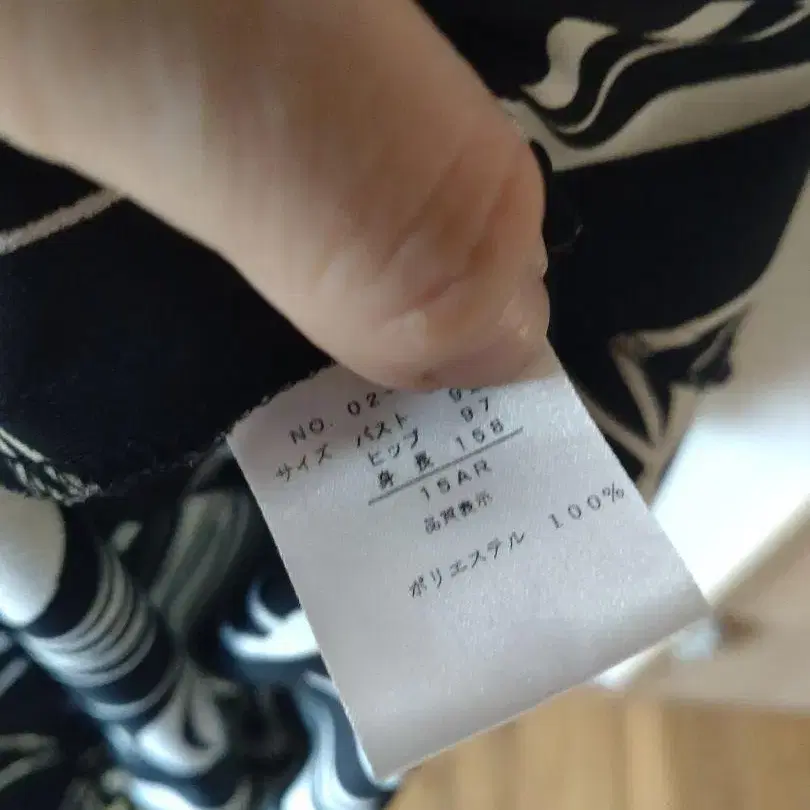 NO. 02-
サイズ バスト
ヒップ 97
身長 158
15AR
品質表示
ポリエステル 100%